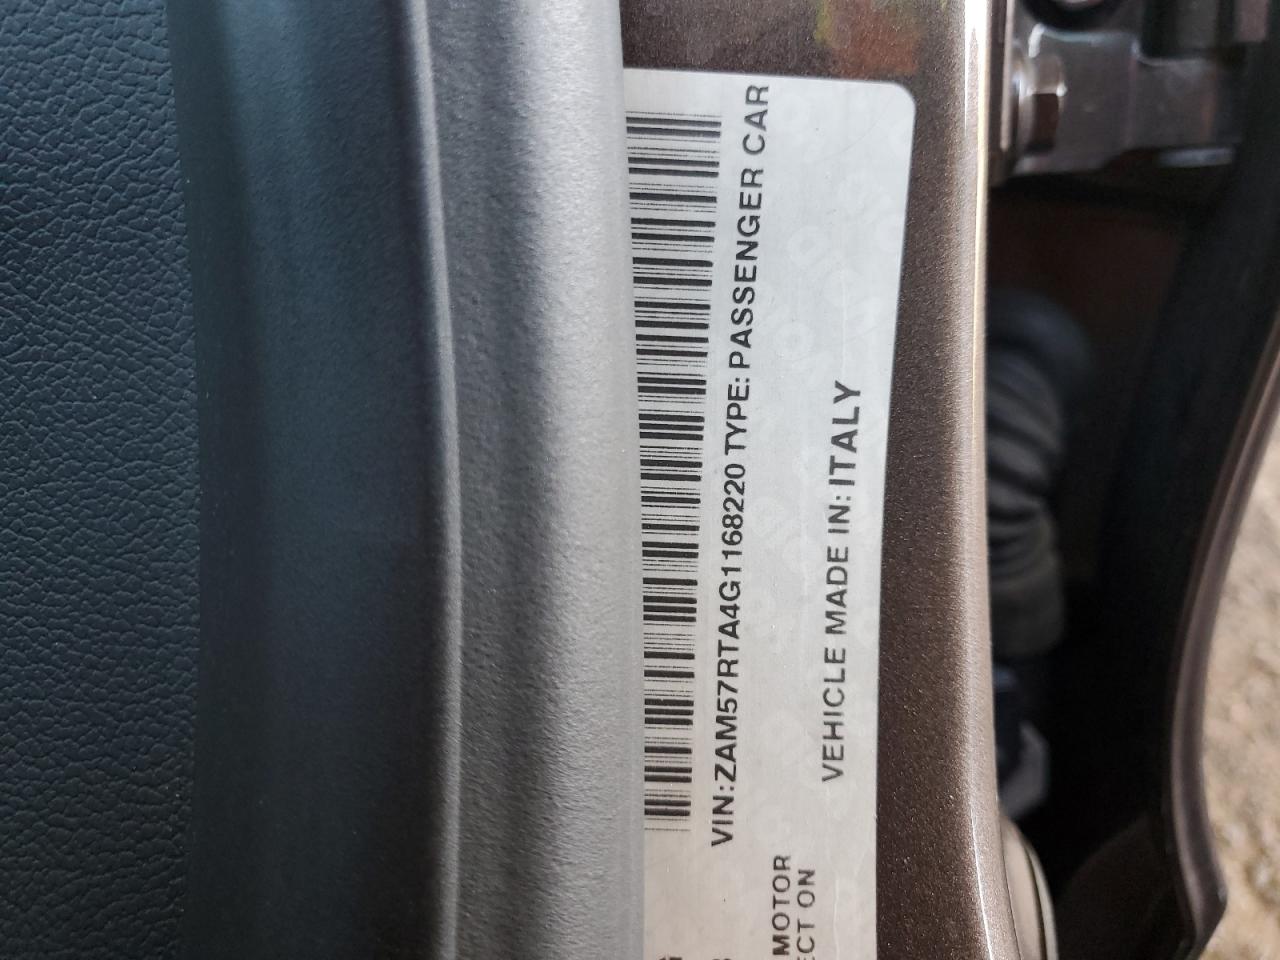 MOTOR
ECT ON
VIN:ZAM57RTA4G1168220 TYPE: PASSENGER CAR
VEHICLE MADE IN: ITALY